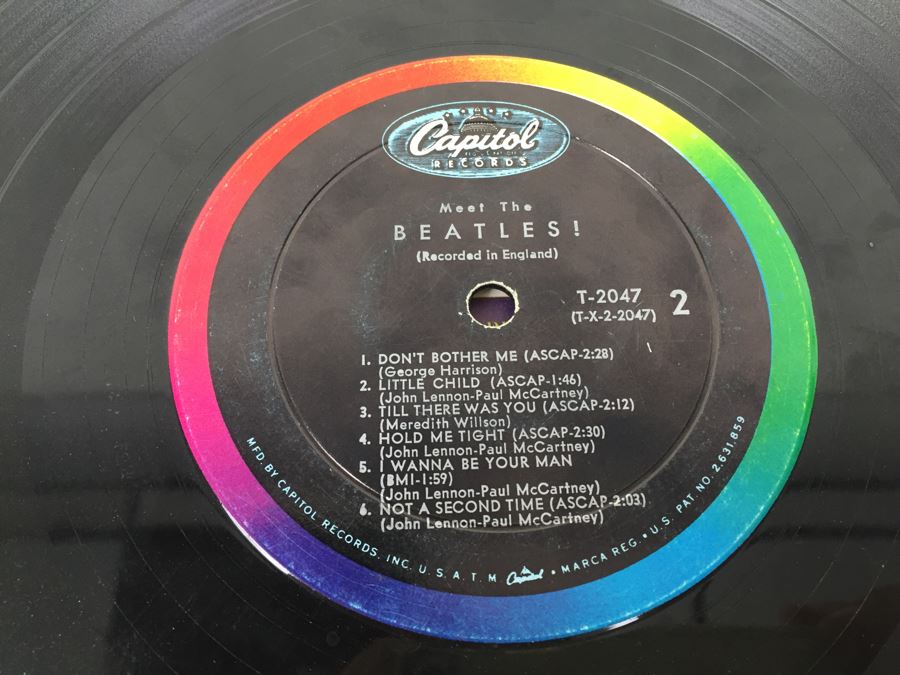 Capitol
RECORDS
Meet The
BEATLES!
(Recorded in England)
T-2047
(T-X-2-2047)
2
1. DON'T BOTHER ME (ASCAP-2:28)
(George Harrison)
2. LITTLE CHILD (ASCAP-1:46)
(John Lennon-Paul McCartney)
3. TILL THERE WAS YOU (ASCAP-2:12)
(Meredith Willson)
4. HOLD ME TIGHT (ASCAP-2:30)
(John Lennon-Paul McCartney)
5. I WANNA BE YOUR MAN
(BMI-1:59)
(John Lennon-Paul McCartney)
6. NOT A SECOND TIME (ASCAP-2:03)
(John Lennon-Paul McCartney)
MFD. BY CAPITOL RECORDS, INC. U.S.A. T.M. Capitol • MARCA REG. • U.S. PAT. NO. 2,631,859